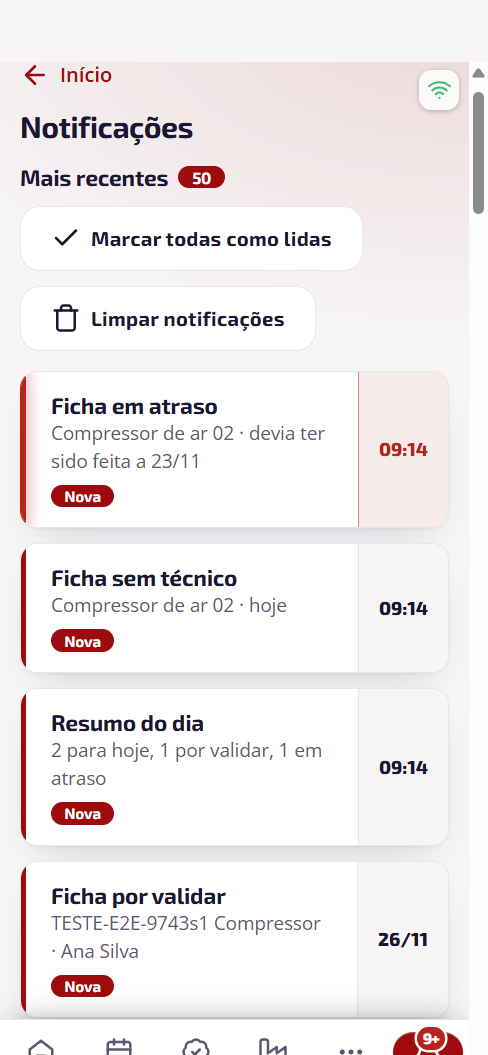 Início
Notificações
Mais recentes 50
Marcar todas como lidas
Limpar notificações
Ficha em atraso
Compressor de ar 02 · devia ter
sido feita a 23/11
Nova
09:14
Ficha sem técnico
Compressor de ar 02 · hoje
Nova
09:14
Resumo do dia
2 para hoje, 1 por validar, 1 em
atraso
Nova
09:14
Ficha por validar
TESTE-E2E-9743s1 Compressor
· Ana Silva
Nova
26/11
9+